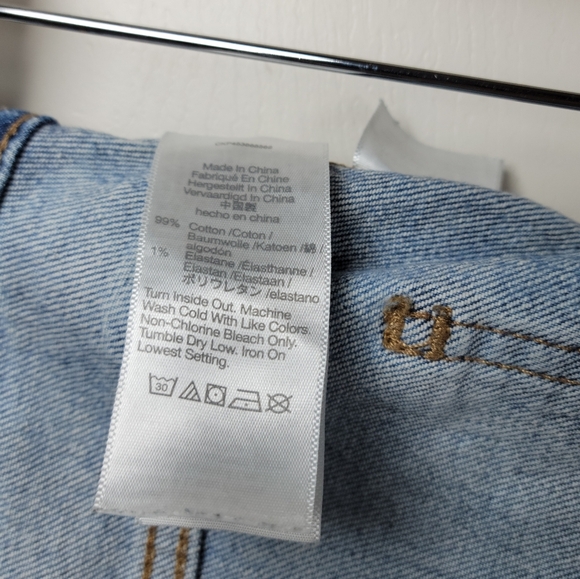 Made In China
Fabriqué En Chine
Hergestellt In China
Vervaardigd In China
中国製
hecho en china
99% Cotton /Coton /
Baumwolle /Katoen /綿 /
algodón
1% Elastane /Élasthanne /
Elastan /Elastaan /
ポリウレタン /elastano
Turn Inside Out. Machine
Wash Cold With Like Colors.
Non-Chlorine Bleach Only.
Tumble Dry Low. Iron On
Lowest Setting.
30